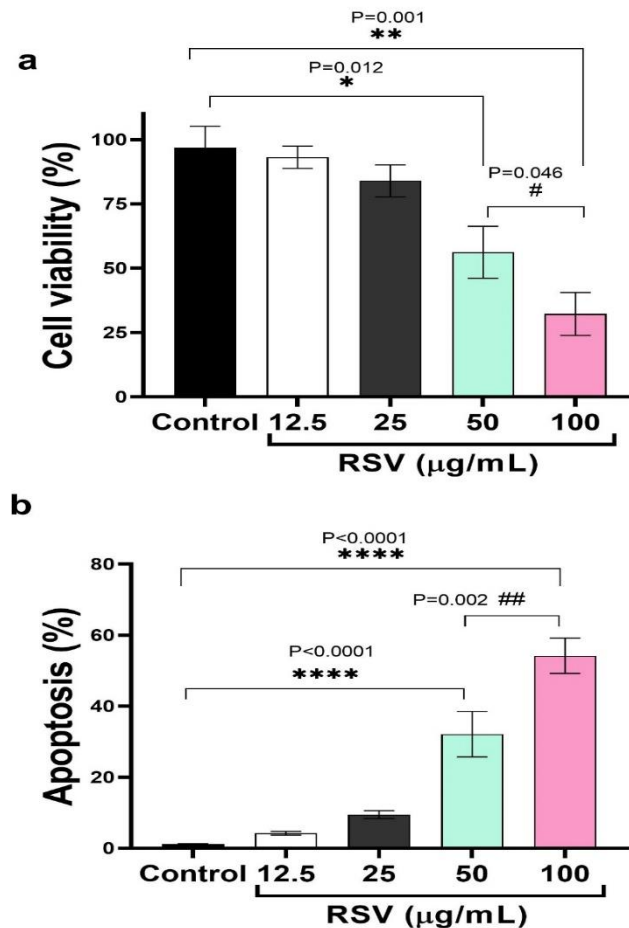 a
P=0.001
**
P=0.012
*
P=0.046
#
Cell viability (%)
100
75
50
25
0
Control 12.5 25 50 100
RSV (μg/mL)
b
P<0.0001
****
P=0.002 ##
P<0.0001
****
Apoptosis (%)
80
60
40
20
0
Control 12.5 25 50 100
RSV (μg/mL)